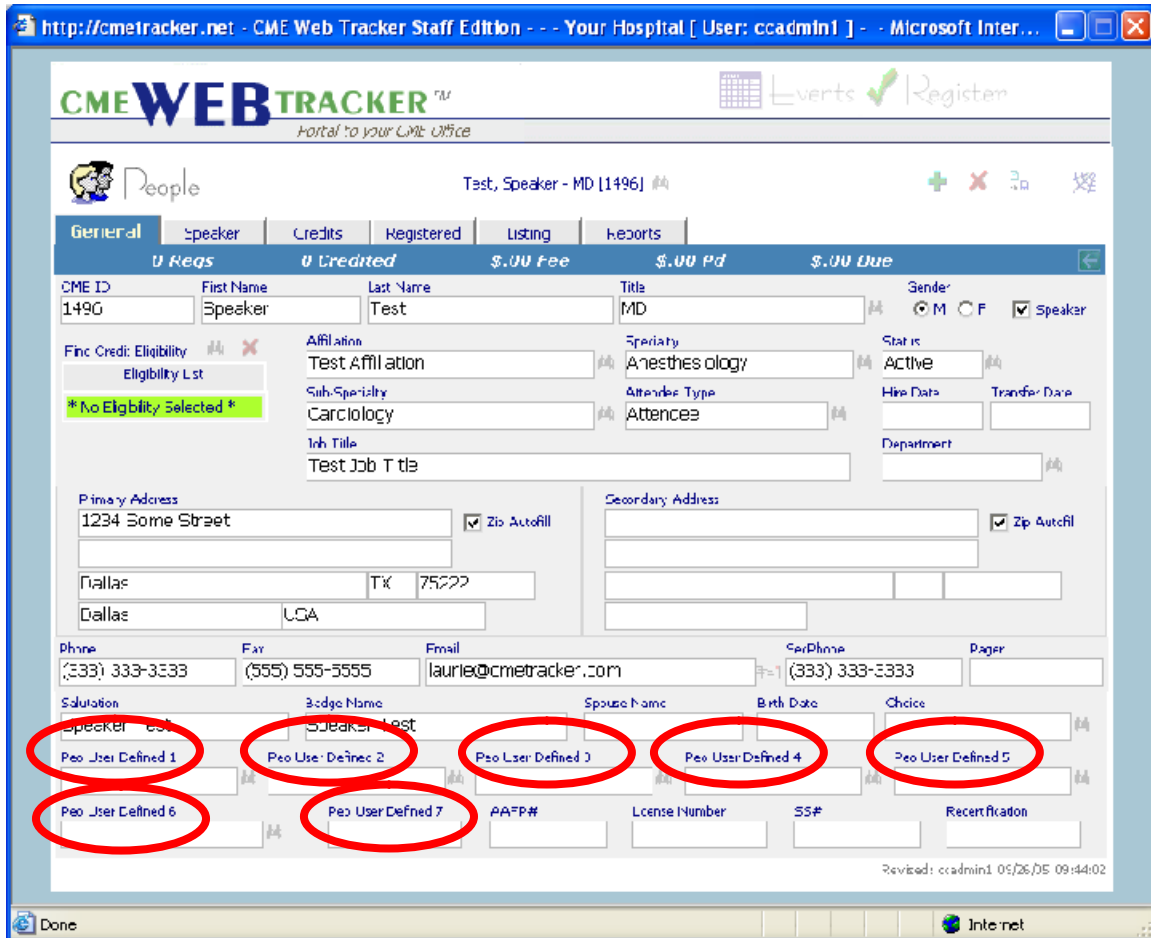 http://cmetracker.net - CME Web Tracker Staff Edition - - - Your Hospital [ User: ccadmin1 ] - - Microsoft Inter...
CME WEB TRACKER TM
Portal to your CME Office
Events Register
People
Test, Speaker - MD [1496]
General Speaker Credits Registered Listing Reports
0 Regs 0 Credited $.00 Fee $.00 Pd $.00 Due
CME ID First Name Last Name Title Gender
1496 Speaker Test MD M F Speaker
Find Credit Eligibility Affiliation Specialty Status
Eligibility List Test Affiliation Anesthesiology Active
* No Eligibility Selected * Sub-Specialty Attendee Type Hire Date Transfer Date
Cardiology Attendee
Job Title Department
Test Job Title
Primary Address Secondary Address
1234 Some Street Zip Autofill Zip Autofill
Dallas TX 75222
Dallas USA
Phone Fax Email SecPhone Pager
(333) 333-3333 (555) 555-5555 laurie@cmetracker.com (333) 333-3333
Salutation Badge Name Spouse Name Birth Date Choice
Speaker Test Speaker Test
Peo User Defined 1 Peo User Defined 2 Peo User Defined 3 Peo User Defined 4 Peo User Defined 5
Peo User Defined 6 Peo User Defined 7 AAFP# License Number SS# Recertification
Revised: ccadmin1 09:44:02
Done Internet